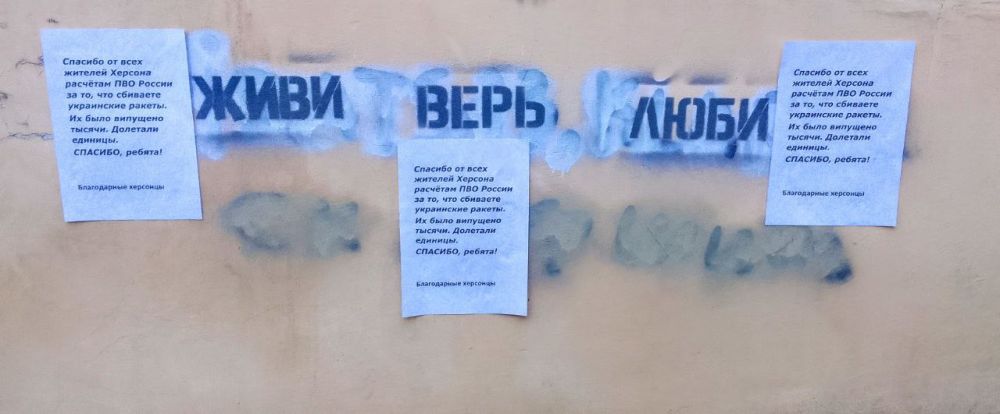 Спасибо от всех
жителей Херсона
расчётам ПВО России
за то, что сбиваете
украинские ракеты.
Их было випущено
тысячи. Долетали
единицы.
СПАСИБО, ребята!
Благодарные херсонцы
ЖИВИ ВЕРЬ ЛЮБИ
Спасибо от всех
жителей Херсона
расчётам ПВО России
за то, что сбиваете
украинские ракеты.
Их было випущено
тысячи. Долетали
единицы.
СПАСИБО, ребята!
Благодарные херсонцы
Спасибо от всех
жителей Херсона
расчётам ПВО России
за то, что сбиваете
украинские ракеты.
Их было випущено
тысячи. Долетали
единицы.
СПАСИБО, ребята!
Благодарные херсонцы